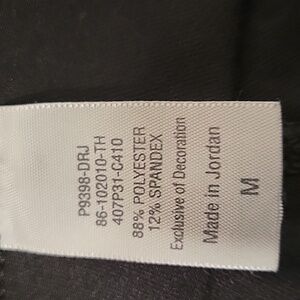 P9398-DRJ
86-102010-TH
407P31-C410
88% POLYESTER
12% SPANDEX
Exclusive of Decoration
Made in Jordan
M